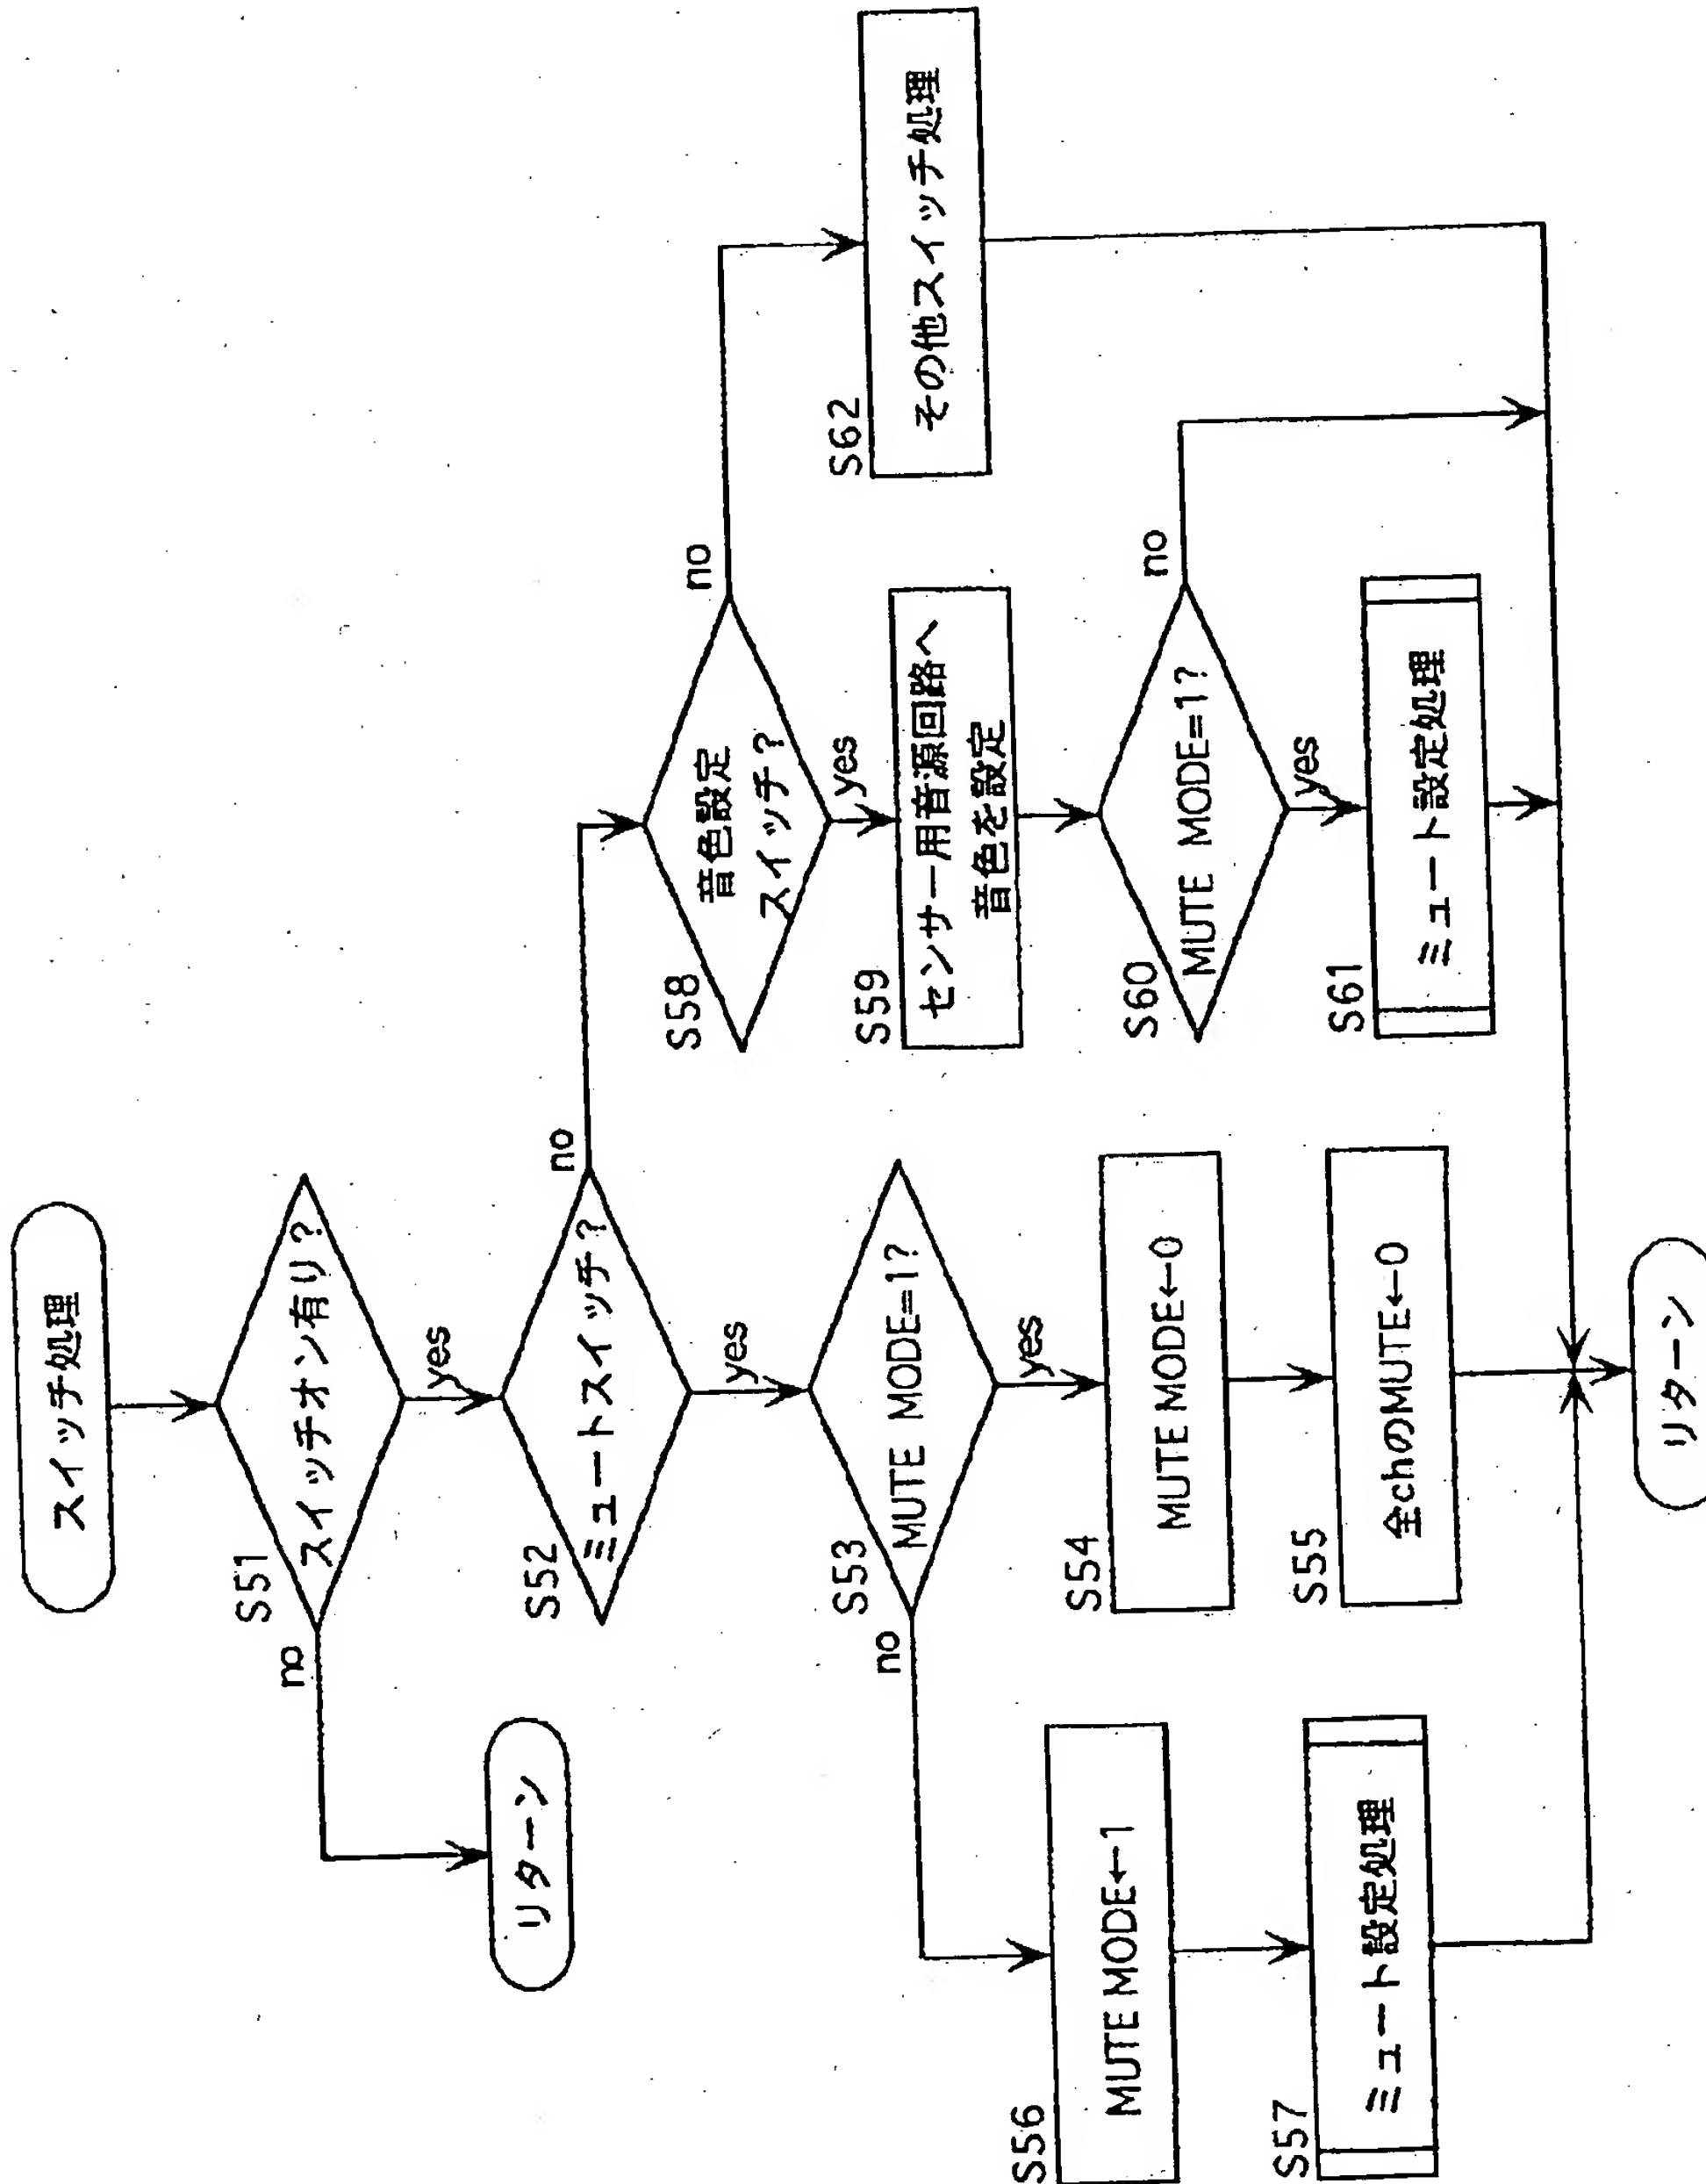 スイッチ処理
S51
スイッチオン有り?
no
yes
リターン
S52
ミュートスイッチ?
no
yes
S53
MUTE MODE=1?
no
yes
S54
MUTE MODE←0
S55
全chのMUTE←0
S56
MUTE MODE←1
S57
ミュート設定処理
S58
音色設定
スイッチ?
no
yes
S59
センサー用音源回路へ
音色を設定
S60
MUTE MODE=1?
no
yes
S61
ミュート設定処理
S62
その他スイッチ処理
リターン